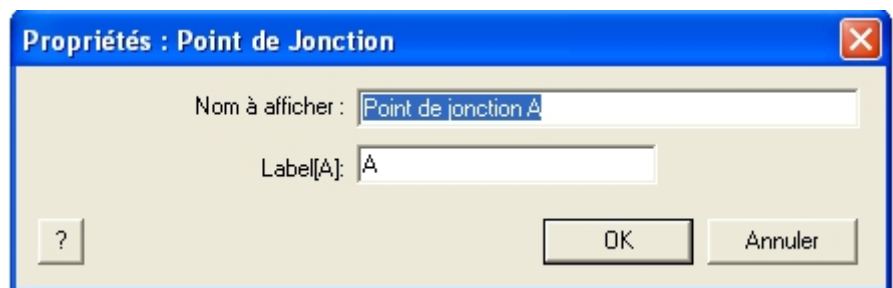 Propriétés : Point de Jonction
Nom à afficher : Point de jonction A
Label[A]: A
? OK Annuler